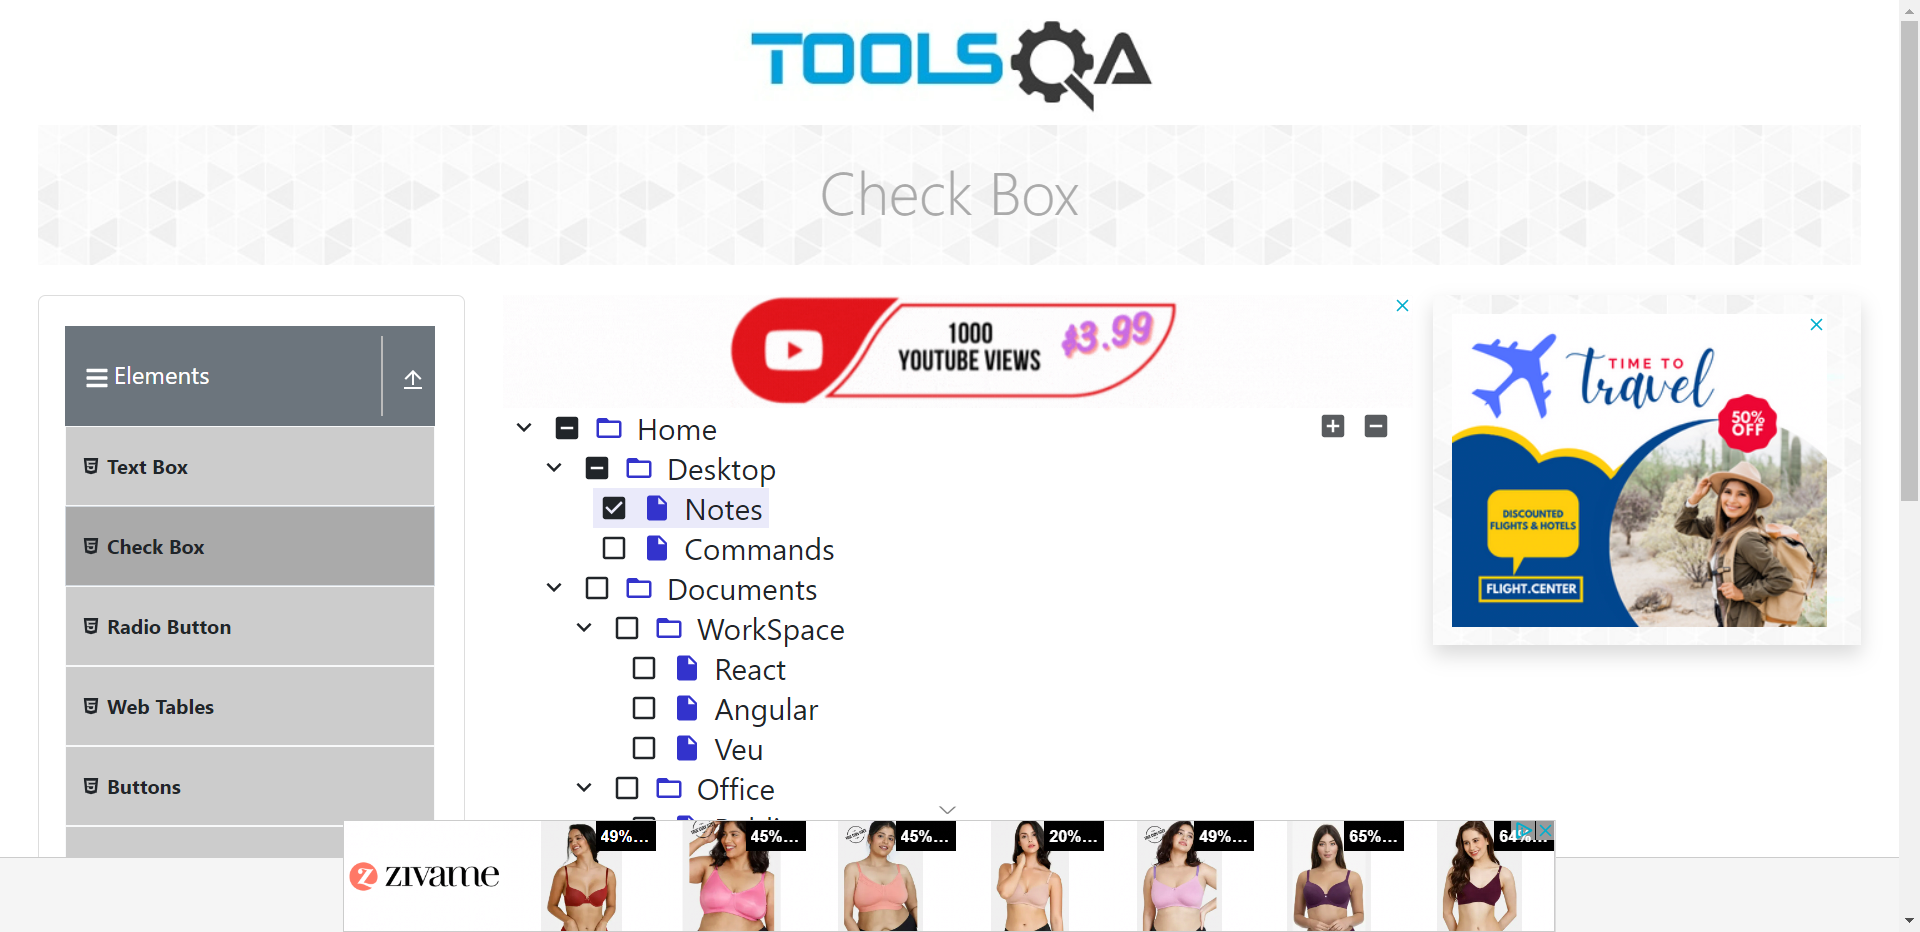 TOOLSQA
Check Box
Elements
Text Box
Check Box
Radio Button
Web Tables
Buttons
1000
YOUTUBE VIEWS
$3.99
Home
Desktop
Notes
Commands
Documents
WorkSpace
React
Angular
Veu
Office
TIME TO
travel
50%
OFF
DISCOUNTED
FLIGHTS & HOTELS
FLIGHT.CENTER
zivame
49%...
45%...
45%...
20%...
49%...
65%...
64%...